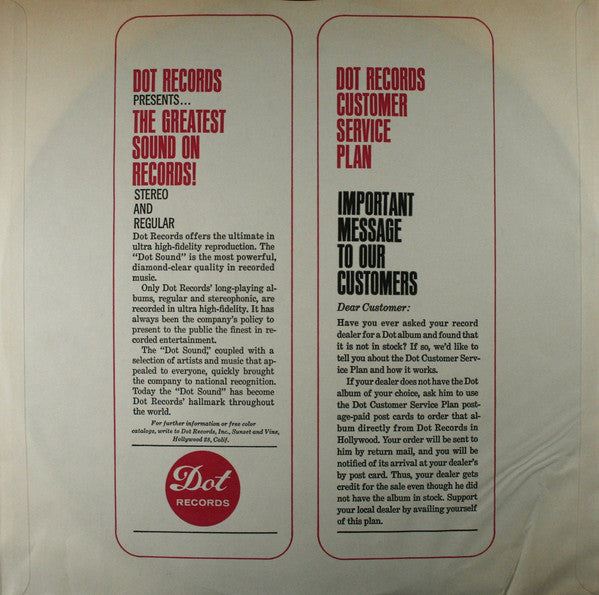 DOT RECORDS
PRESENTS...
THE GREATEST
SOUND ON
RECORDS!
STEREO
AND
REGULAR
Dot Records offers the ultimate in
ultra high-fidelity reproduction. The
"Dot Sound" is the most powerful,
diamond-clear quality in recorded
music.
Only Dot Records' long-playing al-
bums, regular and stereophonic, are
recorded in ultra high-fidelity. It has
always been the company's policy to
present to the public the finest in re-
corded entertainment.
The "Dot Sound," coupled with a
selection of artists and music that ap-
pealed to everyone, quickly brought
the company to national recognition.
Today the "Dot Sound" has become
Dot Records' hallmark throughout
the world.
For further information or free color
catalogs, write to Dot Records, Inc., Sunset and Vine,
Hollywood 28, Calif.
Dot
RECORDS
DOT RECORDS
CUSTOMER
SERVICE
PLAN
IMPORTANT
MESSAGE
TO OUR
CUSTOMERS
Dear Customer:
Have you ever asked your record
dealer for a Dot album and found that
it is not in stock? If so, we'd like to
tell you about the Dot Customer Serv-
ice Plan and how it works.
If your dealer does not have the Dot
album of your choice, ask him to use
the Dot Customer Service Plan post-
age-paid post cards to order that al-
bum directly from Dot Records in
Hollywood. Your order will be sent to
him by return mail, and you will be
notified of its arrival at your dealer's
by post card. Thus, your dealer gets
credit for the sale even though he did
not have the album in stock. Support
your local dealer by availing yourself
of this plan.